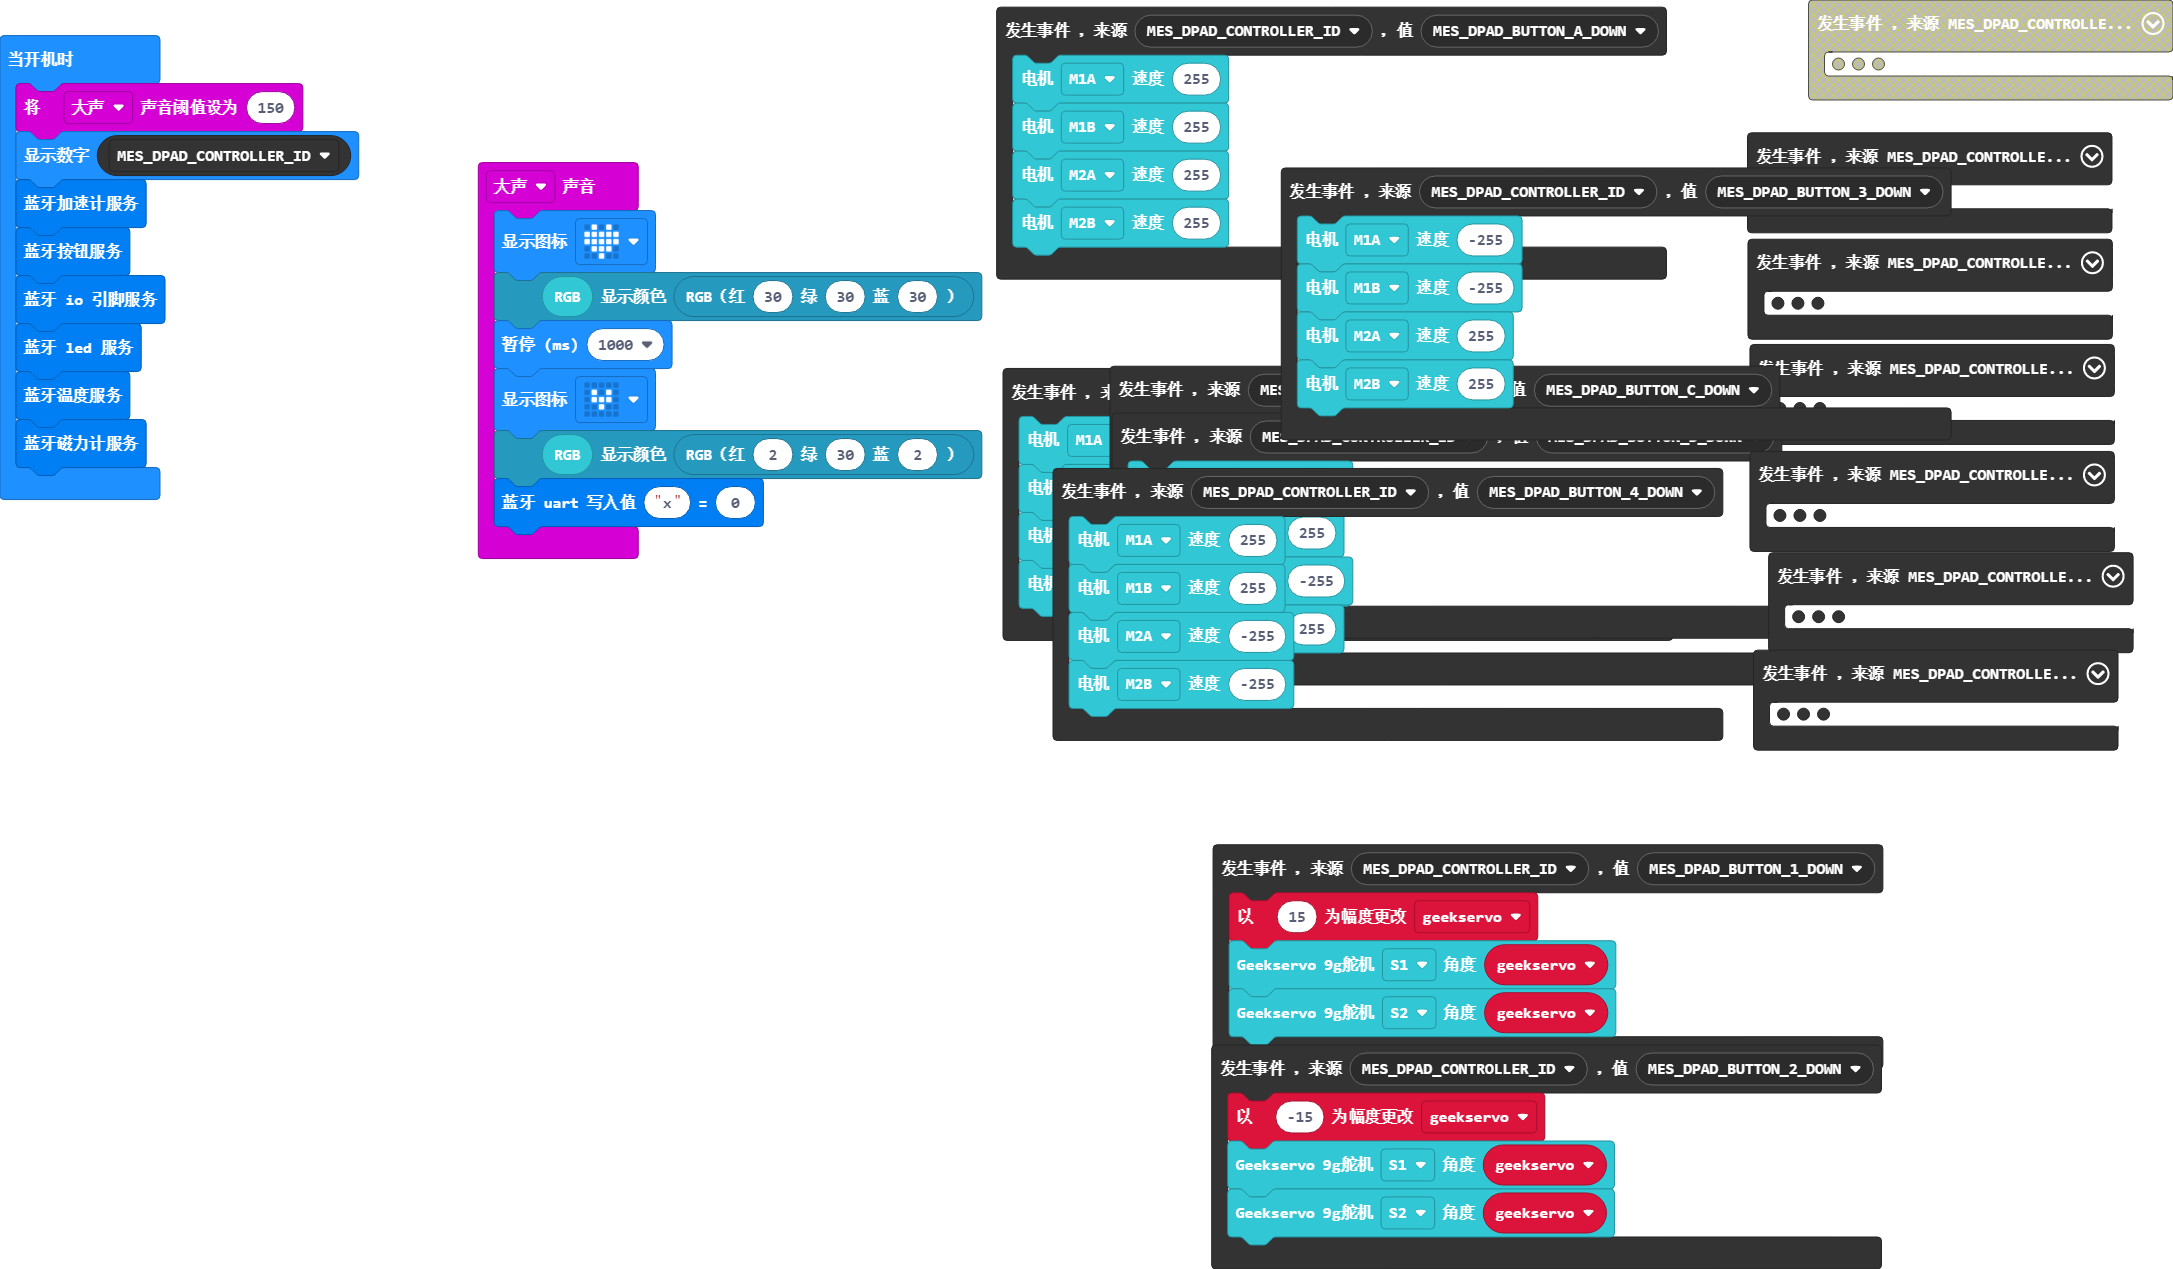 当开机时
将 大声 声音阈值设为 150
显示数字 MES_DPAD_CONTROLLER_ID
蓝牙加速计服务
蓝牙按钮服务
蓝牙 io 引脚服务
蓝牙 led 服务
蓝牙温度服务
蓝牙磁力计服务
大声 声音
显示图标
RGB 显示颜色 RGB (红 30 绿 30 蓝 30 )
暂停 (ms) 1000
显示图标
RGB 显示颜色 RGB (红 2 绿 30 蓝 2 )
蓝牙 uart 写入值 "x" = 0
发生事件 , 来源 MES_DPAD_CONTROLLER_ID , 值 MES_DPAD_BUTTON_A_DOWN
电机 M1A 速度 255
电机 M1B 速度 255
电机 M2A 速度 255
电机 M2B 速度 255
发生事件 , 来源 MES_DPAD_CONTROLLER_ID , 值 MES_DPAD_BUTTON_3_DOWN
电机 M1A 速度 -255
电机 M1B 速度 -255
电机 M2A 速度 255
电机 M2B 速度 255
发生事件 ,
电机 M1A
电机
电机
电机
发生事件 , 来源 值 MES_DPAD_BUTTON_C_DOWN
发生事件 , 来源
255
-255
255
发生事件 , 来源 MES_DPAD_CONTROLLER_ID , 值 MES_DPAD_BUTTON_4_DOWN
电机 M1A 速度 255
电机 M1B 速度 255
电机 M2A 速度 -255
电机 M2B 速度 -255
发生事件 , 来源 MES_DPAD_CONTROLLE...
发生事件 , 来源 MES_DPAD_CONTROLLE...
发生事件 , 来源 MES_DPAD_CONTROLLE...
发生事件 , 来源 MES_DPAD_CONTROLLE...
发生事件 , 来源 MES_DPAD_CONTROLLE...
发生事件 , 来源 MES_DPAD_CONTROLLE...
发生事件 , 来源 MES_DPAD_CONTROLLE...
发生事件 , 来源 MES_DPAD_CONTROLLER_ID , 值 MES_DPAD_BUTTON_1_DOWN
以 15 为幅度更改 geekservo
Geekservo 9g舵机 S1 角度 geekservo
Geekservo 9g舵机 S2 角度 geekservo
发生事件 , 来源 MES_DPAD_CONTROLLER_ID , 值 MES_DPAD_BUTTON_2_DOWN
以 -15 为幅度更改 geekservo
Geekservo 9g舵机 S1 角度 geekservo
Geekservo 9g舵机 S2 角度 geekservo